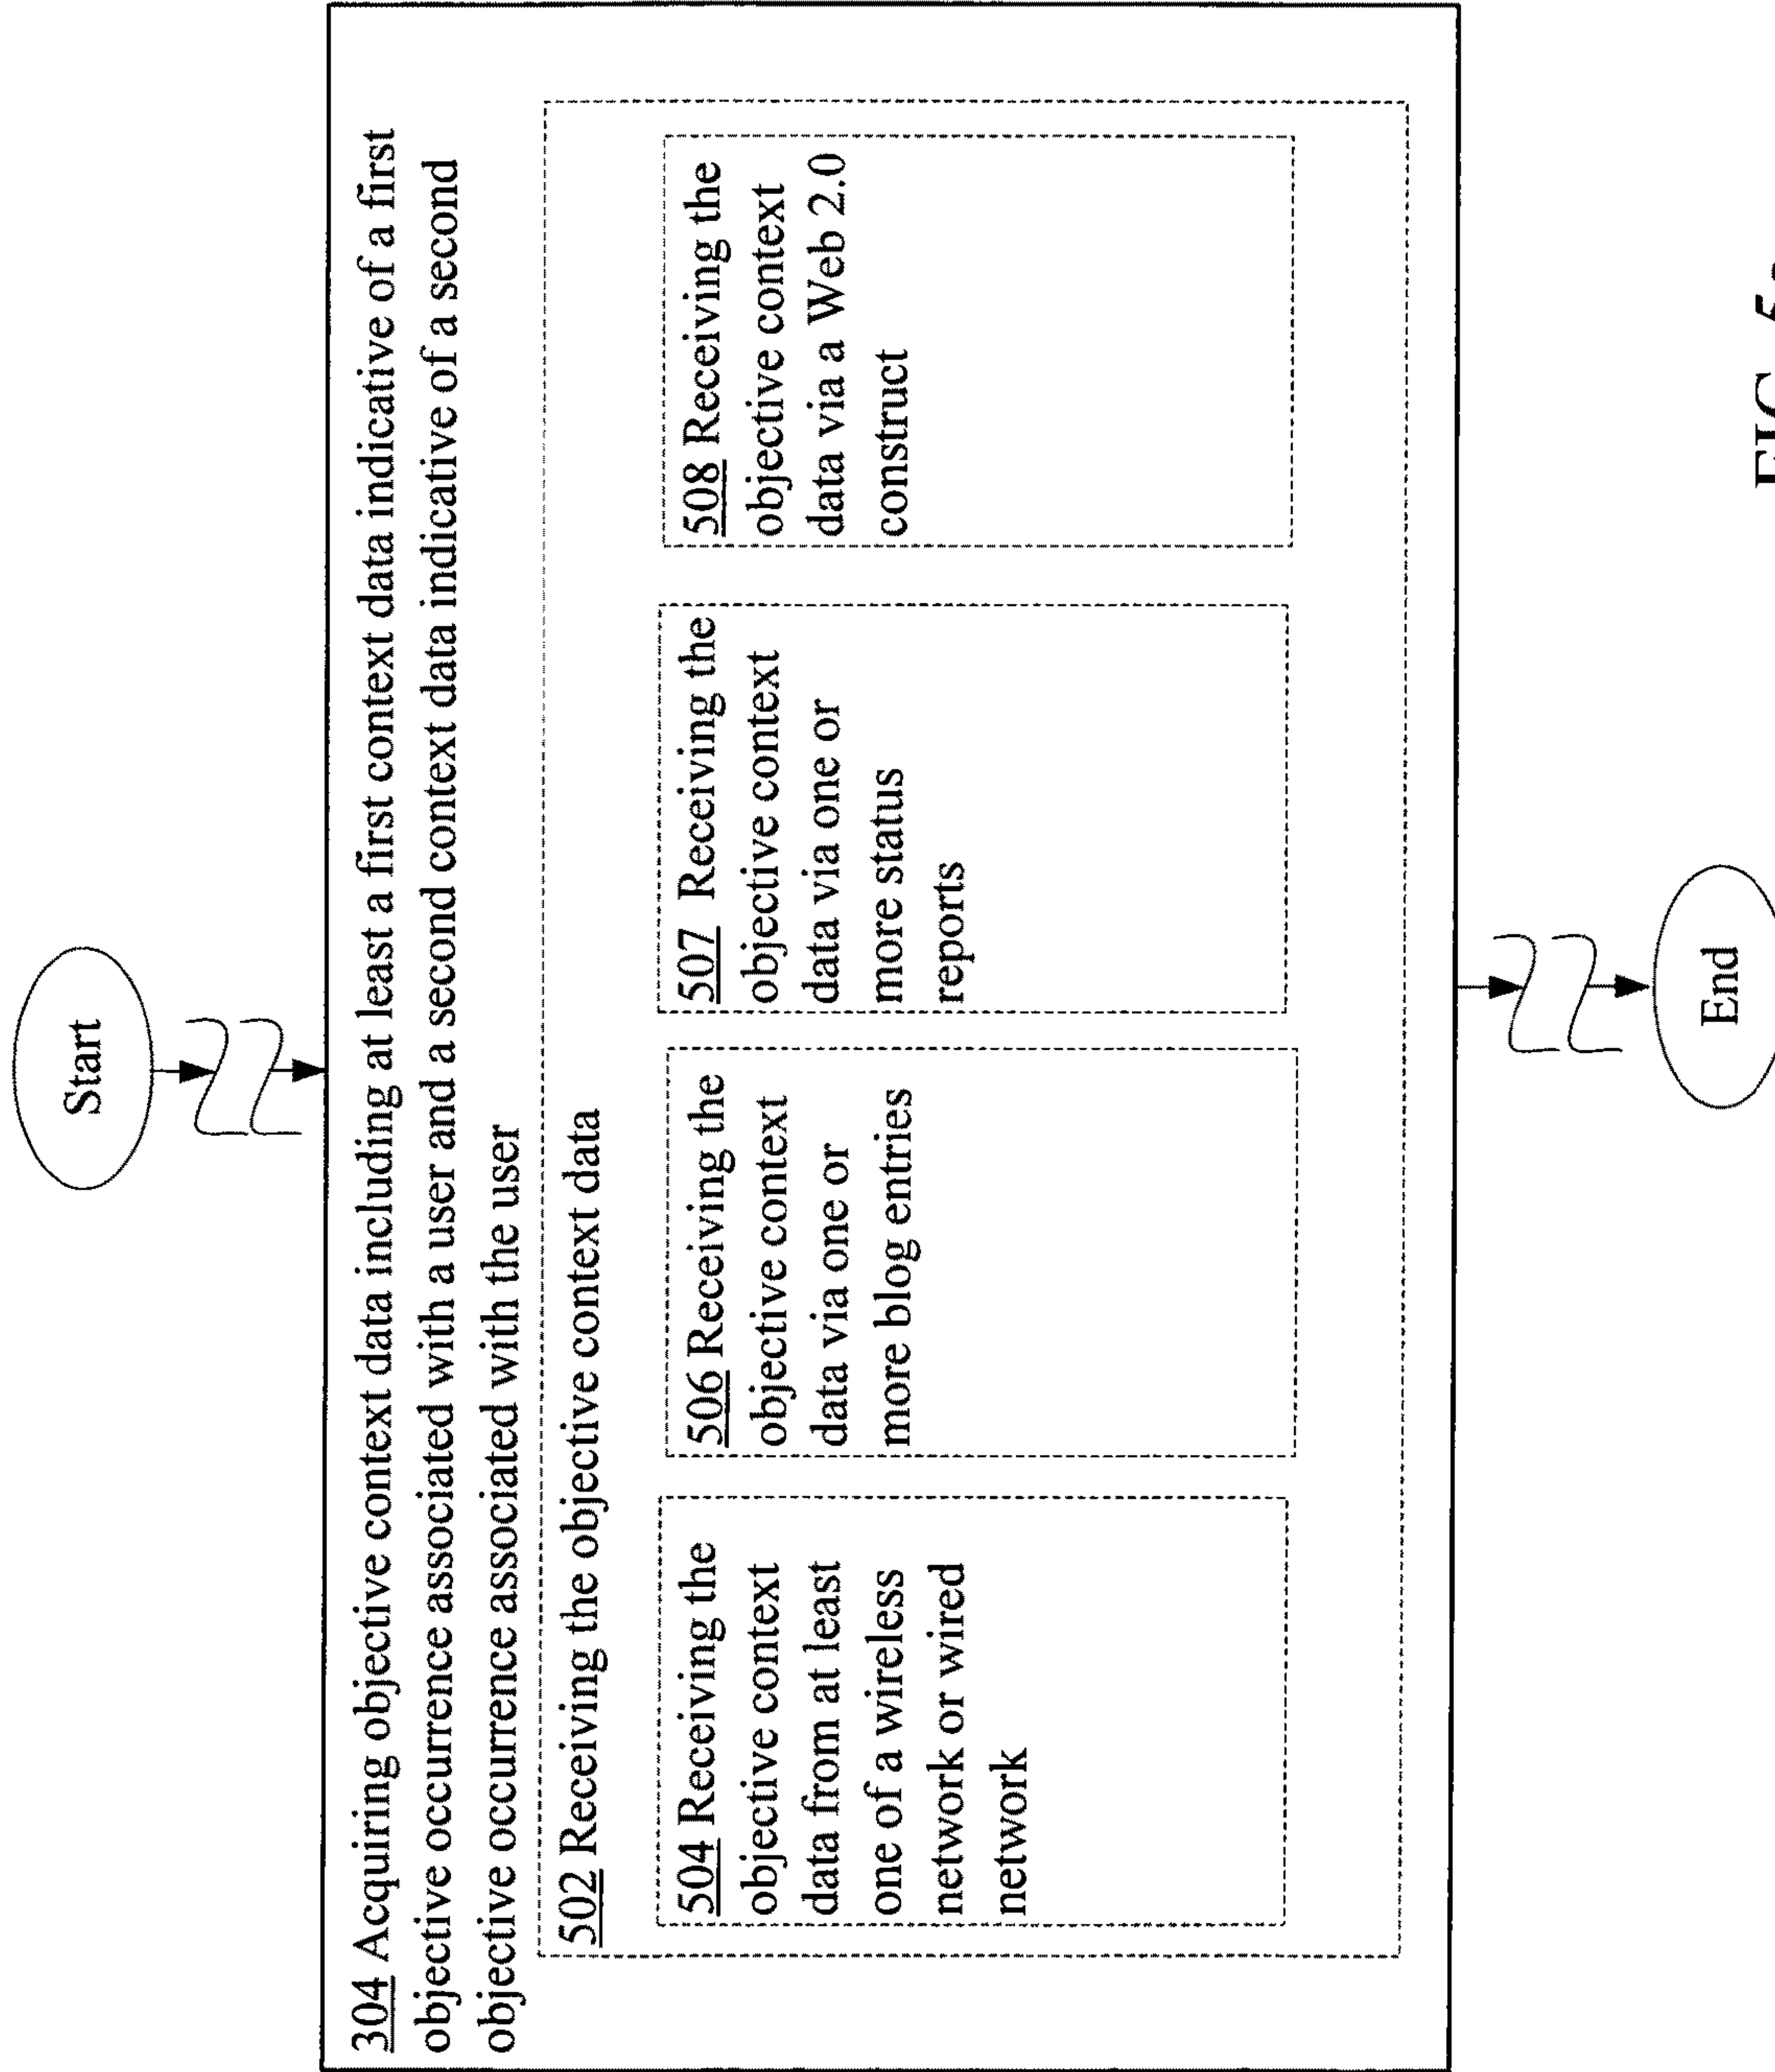 Start
304 Acquiring objective context data including at least a first context data indicative of a first
objective occurrence associated with a user and a second context data indicative of a second
objective occurrence associated with the user
502 Receiving the objective context data
504 Receiving the
objective context
data from at least
one of a wireless
network or wired
network
506 Receiving the
objective context
data via one or
more blog entries
507 Receiving the
objective context
data via one or
more status
reports
508 Receiving the
objective context
data via a Web 2.0
construct
End